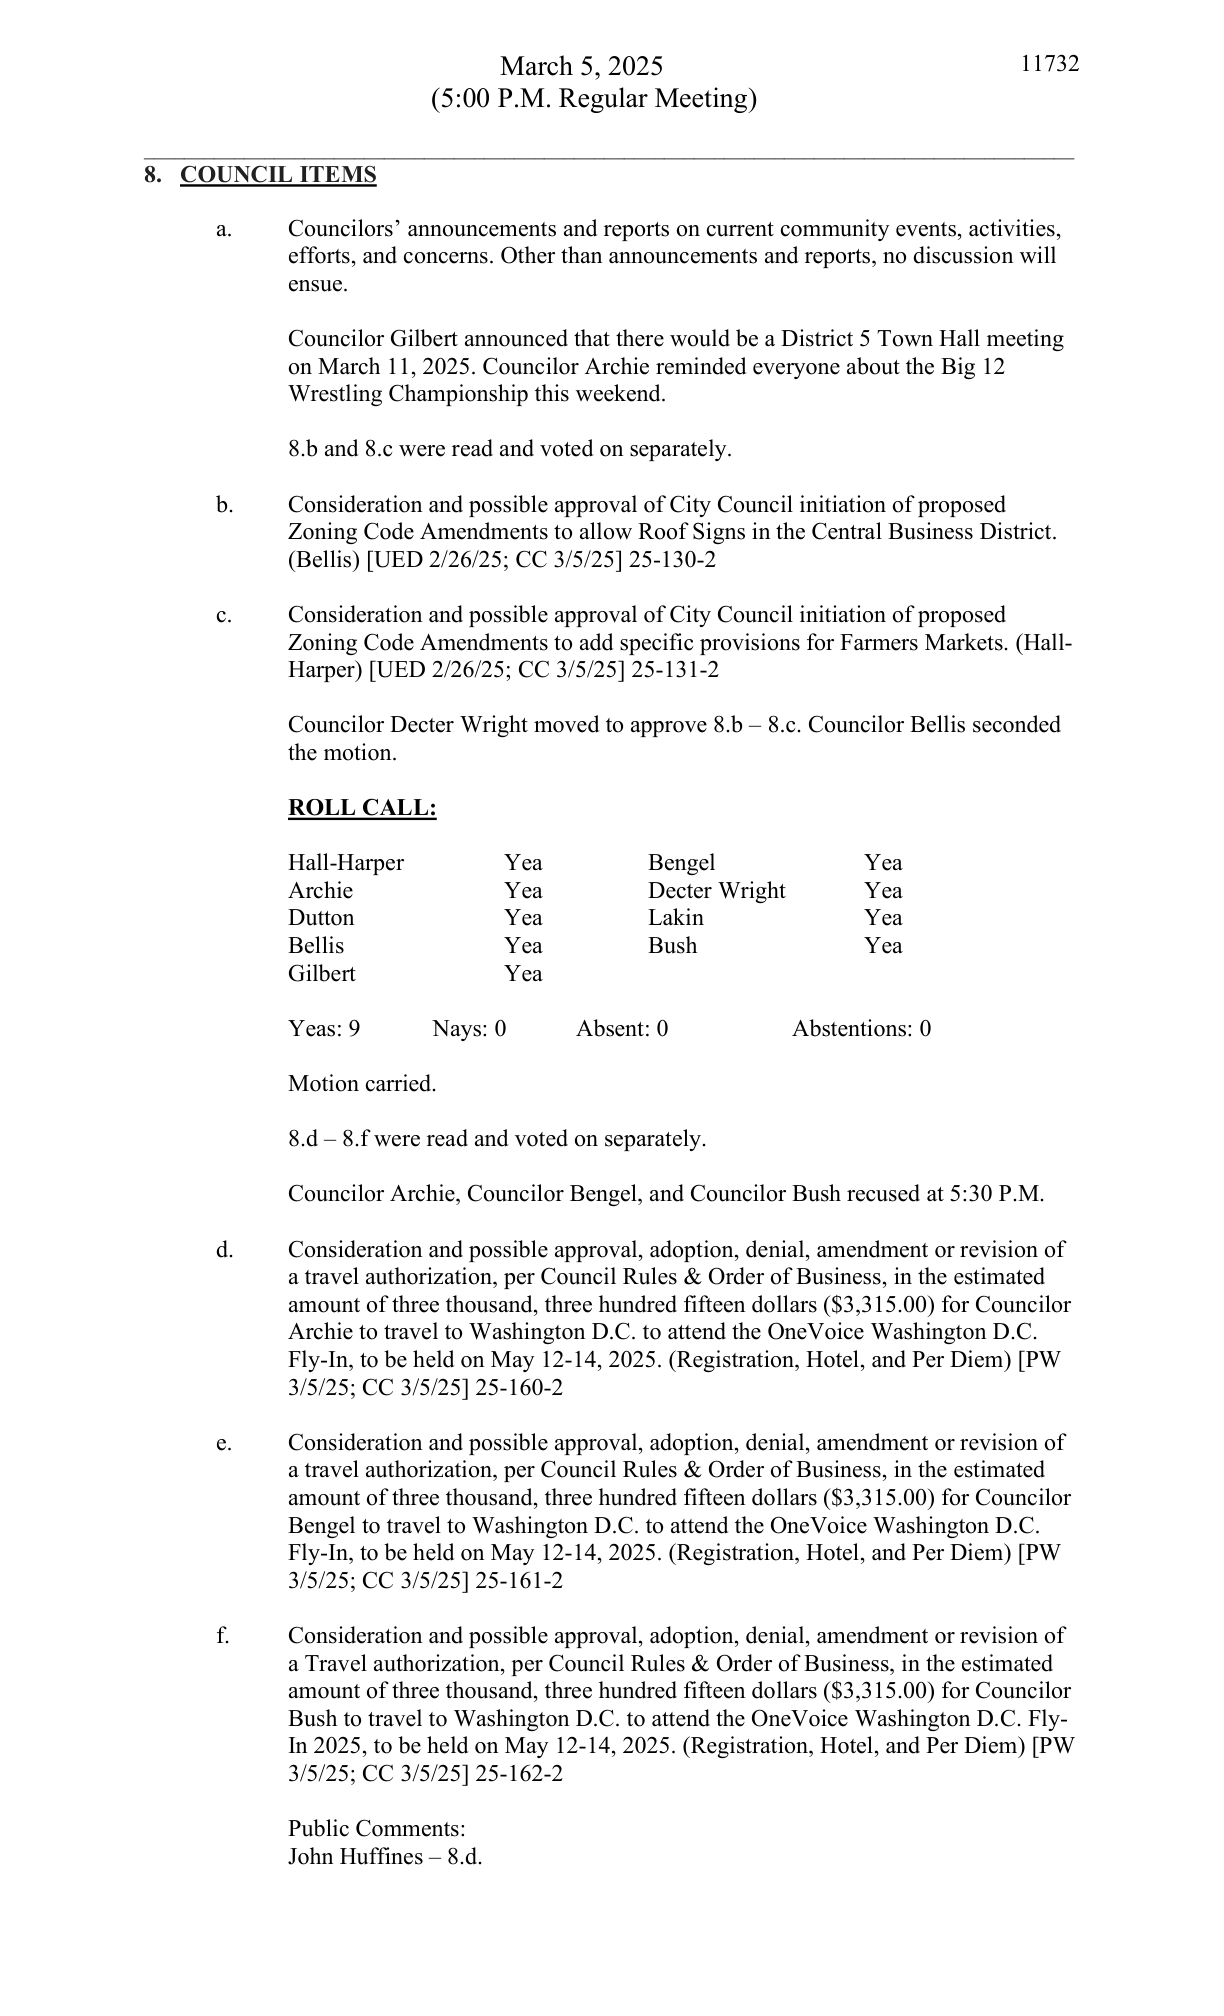 March 5, 2025
11732
(5:00 P.M. Regular Meeting)
8. COUNCIL ITEMS
a. Councilors’ announcements and reports on current community events, activities,
efforts, and concerns. Other than announcements and reports, no discussion will
ensue.
Councilor Gilbert announced that there would be a District 5 Town Hall meeting
on March 11, 2025. Councilor Archie reminded everyone about the Big 12
Wrestling Championship this weekend.
8.b and 8.c were read and voted on separately.
b. Consideration and possible approval of City Council initiation of proposed
Zoning Code Amendments to allow Roof Signs in the Central Business District.
(Bellis) [UED 2/26/25; CC 3/5/25] 25-130-2
c. Consideration and possible approval of City Council initiation of proposed
Zoning Code Amendments to add specific provisions for Farmers Markets. (Hall-
Harper) [UED 2/26/25; CC 3/5/25] 25-131-2
Councilor Decter Wright moved to approve 8.b – 8.c. Councilor Bellis seconded
the motion.
ROLL CALL:
Hall-Harper Yea Bengel Yea
Archie Yea Decter Wright Yea
Dutton Yea Lakin Yea
Bellis Yea Bush Yea
Gilbert Yea
Yeas: 9 Nays: 0 Absent: 0 Abstentions: 0
Motion carried.
8.d – 8.f were read and voted on separately.
Councilor Archie, Councilor Bengel, and Councilor Bush recused at 5:30 P.M.
d. Consideration and possible approval, adoption, denial, amendment or revision of
a travel authorization, per Council Rules & Order of Business, in the estimated
amount of three thousand, three hundred fifteen dollars ($3,315.00) for Councilor
Archie to travel to Washington D.C. to attend the OneVoice Washington D.C.
Fly-In, to be held on May 12-14, 2025. (Registration, Hotel, and Per Diem) [PW
3/5/25; CC 3/5/25] 25-160-2
e. Consideration and possible approval, adoption, denial, amendment or revision of
a travel authorization, per Council Rules & Order of Business, in the estimated
amount of three thousand, three hundred fifteen dollars ($3,315.00) for Councilor
Bengel to travel to Washington D.C. to attend the OneVoice Washington D.C.
Fly-In, to be held on May 12-14, 2025. (Registration, Hotel, and Per Diem) [PW
3/5/25; CC 3/5/25] 25-161-2
f. Consideration and possible approval, adoption, denial, amendment or revision of
a Travel authorization, per Council Rules & Order of Business, in the estimated
amount of three thousand, three hundred fifteen dollars ($3,315.00) for Councilor
Bush to travel to Washington D.C. to attend the OneVoice Washington D.C. Fly-
In 2025, to be held on May 12-14, 2025. (Registration, Hotel, and Per Diem) [PW
3/5/25; CC 3/5/25] 25-162-2
Public Comments:
John Huffines – 8.d.